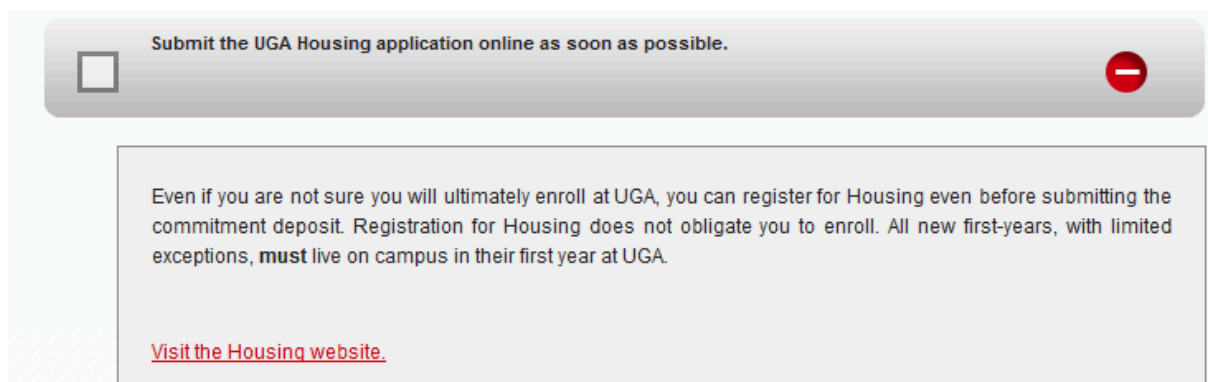 Submit the UGA Housing application online as soon as possible.
Even if you are not sure you will ultimately enroll at UGA, you can register for Housing even before submitting the
commitment deposit. Registration for Housing does not obligate you to enroll. All new first-years, with limited
exceptions, must live on campus in their first year at UGA.
Visit the Housing website.